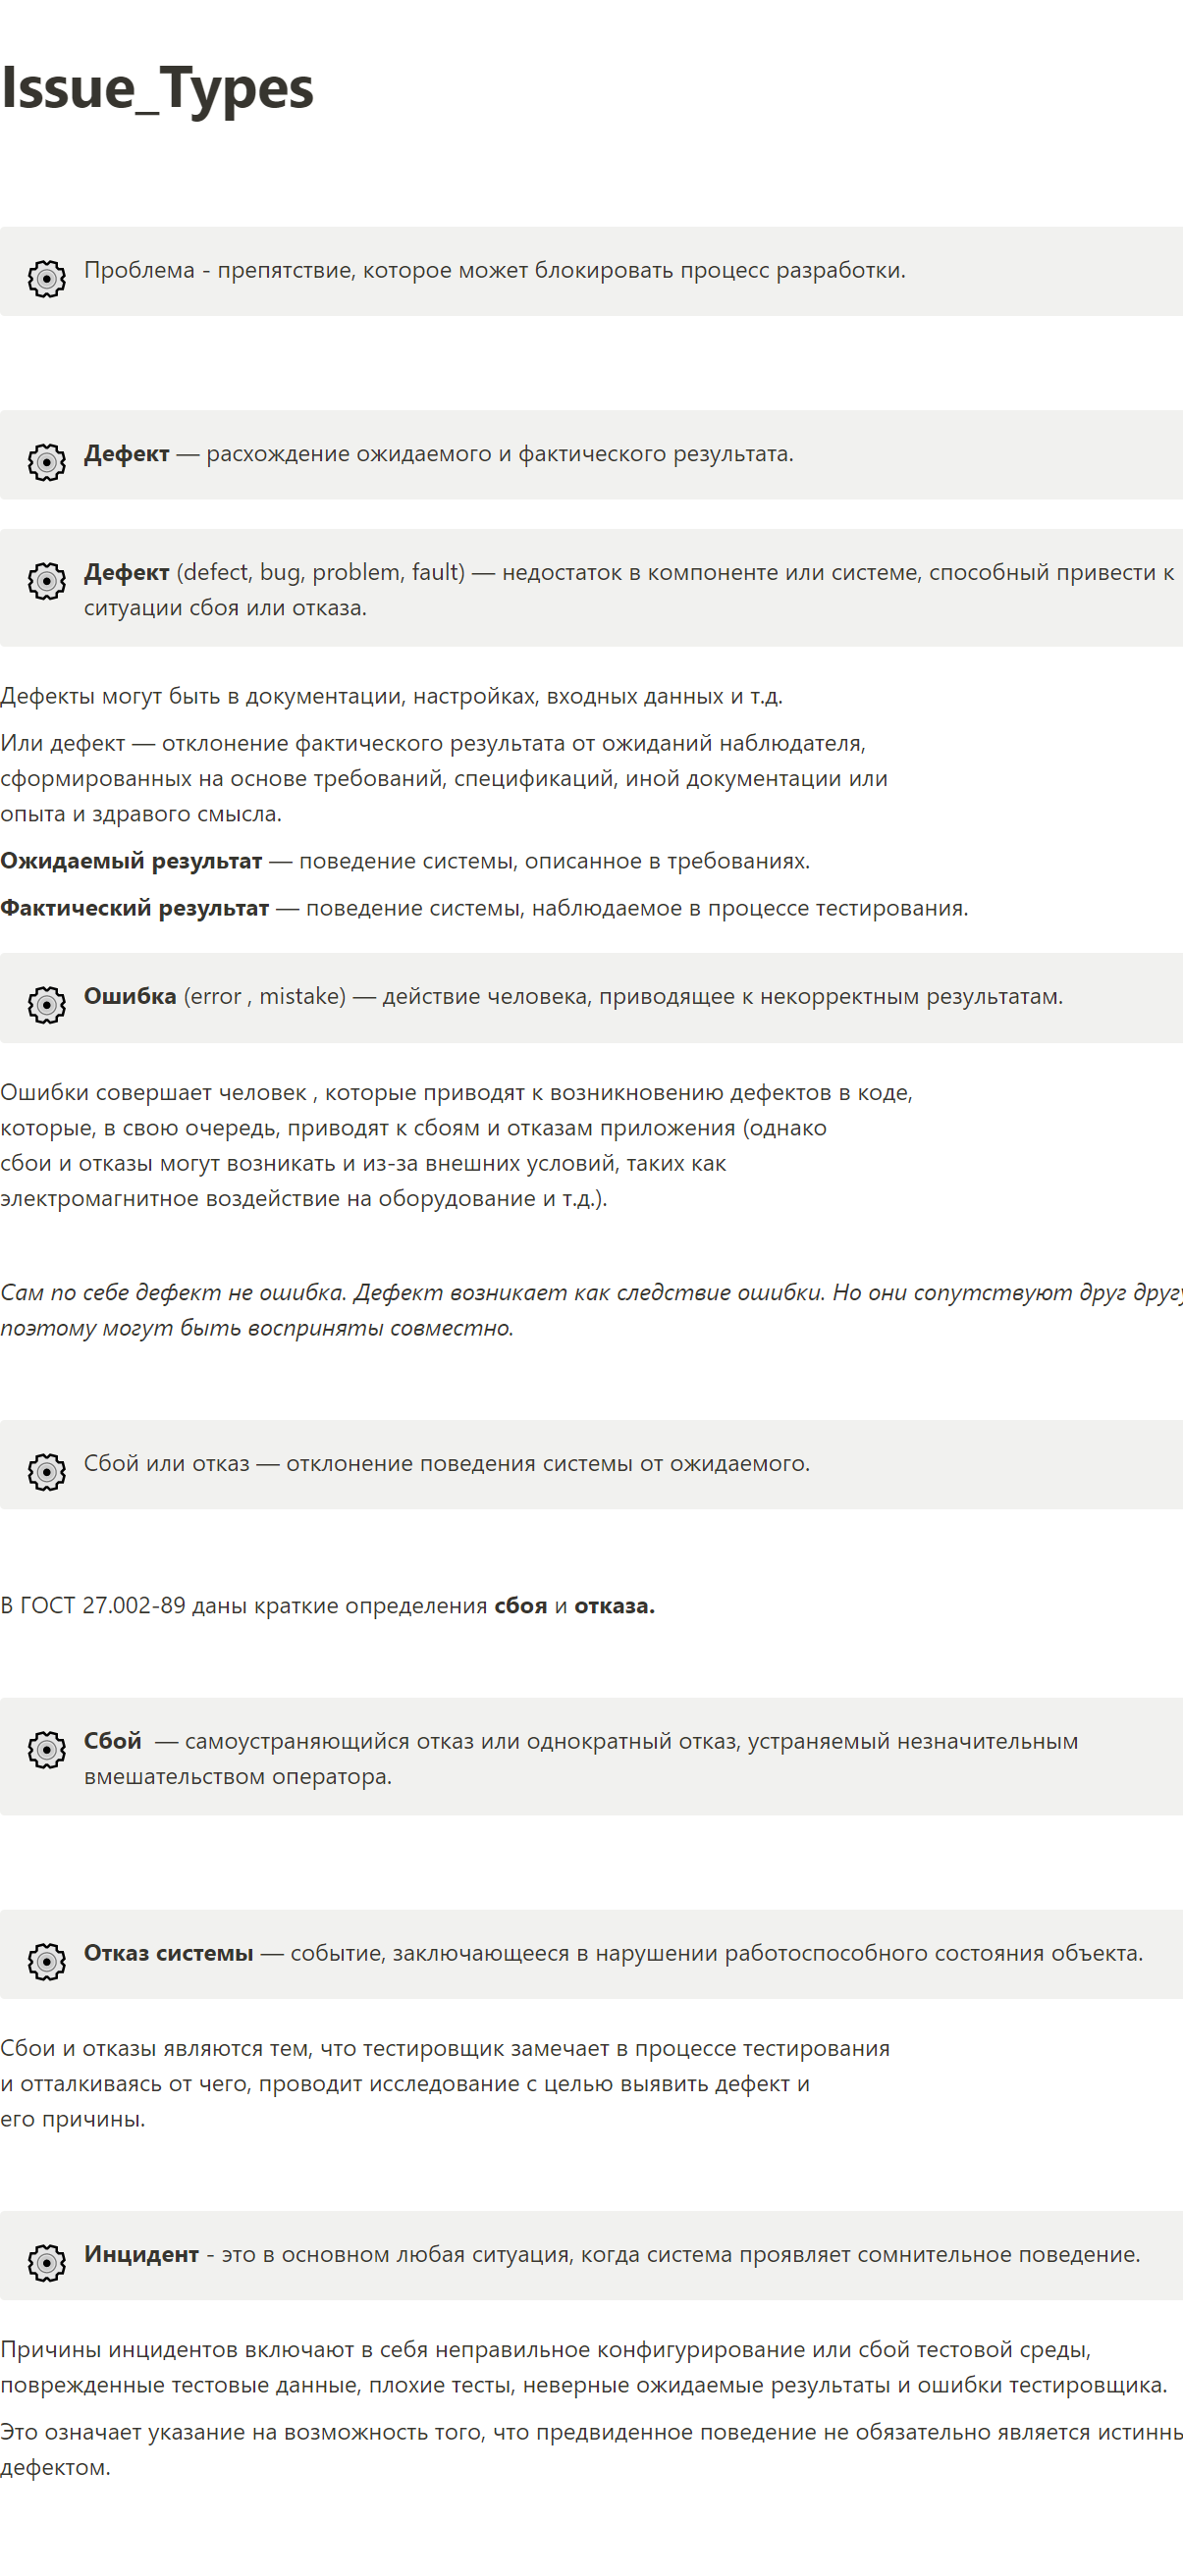 Issue_Types
Проблема - препятствие, которое может блокировать процесс разработки.
Дефект — расхождение ожидаемого и фактического результата.
Дефект (defect, bug, problem, fault) — недостаток в компоненте или системе, способный привести к
ситуации сбоя или отказа.
Дефекты могут быть в документации, настройках, входных данных и т.д.
Или дефект — отклонение фактического результата от ожиданий наблюдателя,
сформированных на основе требований, спецификаций, иной документации или
опыта и здравого смысла.
Ожидаемый результат — поведение системы, описанное в требованиях.
Фактический результат — поведение системы, наблюдаемое в процессе тестирования.
Ошибка (error , mistake) — действие человека, приводящее к некорректным результатам.
Ошибки совершает человек , которые приводят к возникновению дефектов в коде,
которые, в свою очередь, приводят к сбоям и отказам приложения (однако
сбои и отказы могут возникать и из-за внешних условий, таких как
электромагнитное воздействие на оборудование и т.д.).
Сам по себе дефект не ошибка. Дефект возникает как следствие ошибки. Но они сопутствуют друг другу
поэтому могут быть восприняты совместно.
Сбой или отказ — отклонение поведения системы от ожидаемого.
В ГОСТ 27.002-89 даны краткие определения сбоя и отказа.
Сбой — самоустраняющийся отказ или однократный отказ, устраняемый незначительным
вмешательством оператора.
Отказ системы — событие, заключающееся в нарушении работоспособного состояния объекта.
Сбои и отказы являются тем, что тестировщик замечает в процессе тестирования
и отталкиваясь от чего, проводит исследование с целью выявить дефект и
его причины.
Инцидент - это в основном любая ситуация, когда система проявляет сомнительное поведение.
Причины инцидентов включают в себя неправильное конфигурирование или сбой тестовой среды,
поврежденные тестовые данные, плохие тесты, неверные ожидаемые результаты и ошибки тестировщика.
Это означает указание на возможность того, что предвиденное поведение не обязательно является
дефектом.